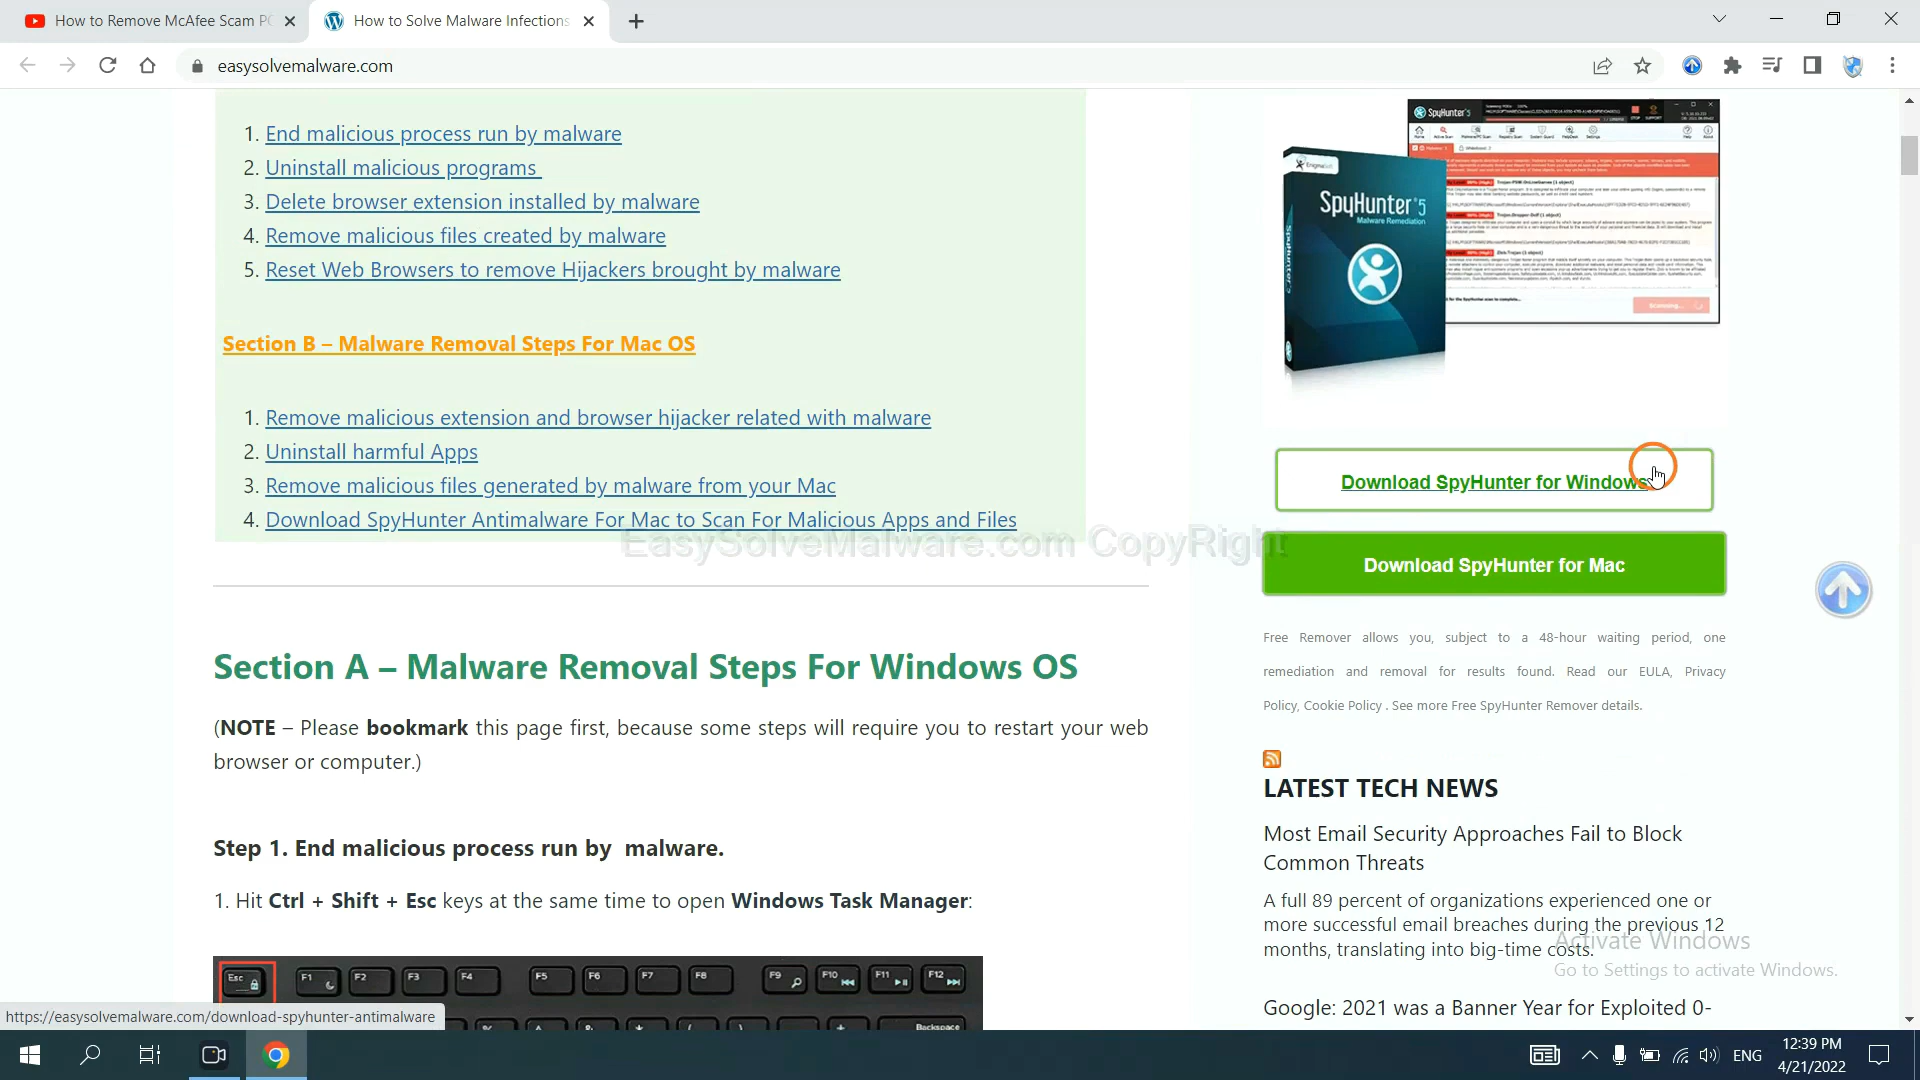 How to Remove McAfee Scam PC
How to Solve Malware Infections
easysolvemalware.com
1. End malicious process run by malware
2. Uninstall malicious programs
3. Delete browser extension installed by malware
4. Remove malicious files created by malware
5. Reset Web Browsers to remove Hijackers brought by malware
Section B – Malware Removal Steps For Mac OS
1. Remove malicious extension and browser hijacker related with malware
2. Uninstall harmful Apps
3. Remove malicious files generated by malware from your Mac
4. Download SpyHunter Antimalware For Mac to Scan For Malicious Apps and Files
EasySolveMalware.com CopyRight
Section A – Malware Removal Steps For Windows OS
(NOTE – Please bookmark this page first, because some steps will require you to restart your web
browser or computer.)
Step 1. End malicious process run by malware.
1. Hit Ctrl + Shift + Esc keys at the same time to open Windows Task Manager:
Esc F1 F2 F3 F4 F5 F6 F7 F8 F9 F10 F11 F12
Backspace
SpyHunter 5
EnigmaSoft
SpyHunter 5
Malware Remediation
SpyHunter
Download SpyHunter for Windows
Download SpyHunter for Mac
Free Remover allows you, subject to a 48-hour waiting period, one
remediation and removal for results found. Read our EULA, Privacy
Policy, Cookie Policy . See more Free SpyHunter Remover details.
LATEST TECH NEWS
Most Email Security Approaches Fail to Block
Common Threats
A full 89 percent of organizations experienced one or
more successful email breaches during the previous 12
months, translating into big-time costs.
Google: 2021 was a Banner Year for Exploited 0-
Activate Windows
Go to Settings to activate Windows.
https://easysolvemalware.com/download-spyhunter-antimalware
ENG
12:39 PM
4/21/2022